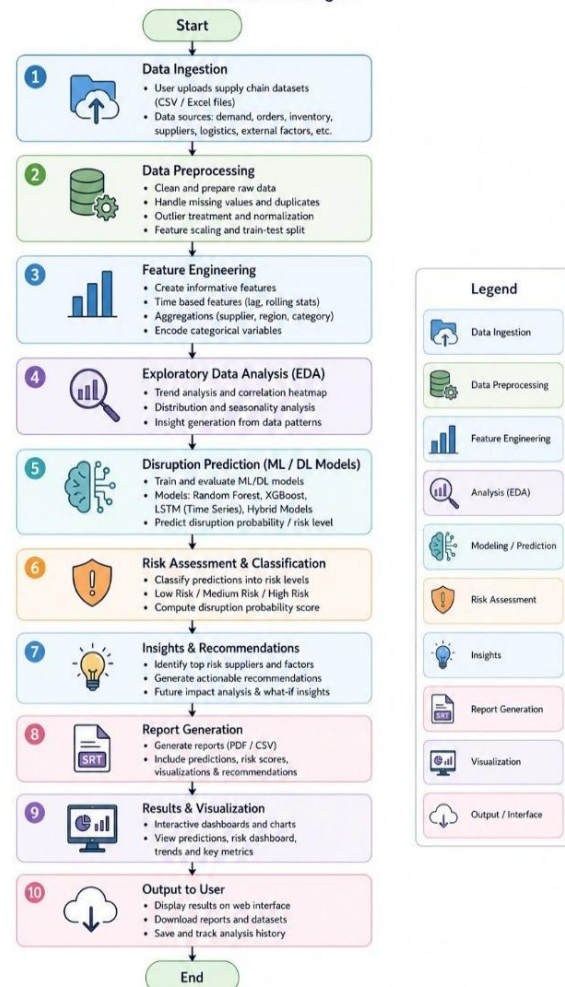 Start
1
Data Ingestion
• User uploads supply chain datasets
(CSV / Excel files)
• Data sources: demand, orders, inventory,
suppliers, logistics, external factors, etc.
2
Data Preprocessing
• Clean and prepare raw data
• Handle missing values and duplicates
• Outlier treatment and normalization
• Feature scaling and train-test split
3
Feature Engineering
• Create informative features
• Time based features (lag, rolling stats)
• Aggregations (supplier, region, category)
• Encode categorical variables
4
Exploratory Data Analysis (EDA)
• Trend analysis and correlation heatmap
• Distribution and seasonality analysis
• Insight generation from data patterns
5
Disruption Prediction (ML / DL Models)
• Train and evaluate ML/DL models
• Models: Random Forest, XGBoost,
LSTM (Time Series), Hybrid Models
• Predict disruption probability / risk level
6
Risk Assessment & Classification
• Classify predictions into risk levels
• Low Risk / Medium Risk / High Risk
• Compute disruption probability score
7
Insights & Recommendations
• Identify top risk suppliers and factors
• Generate actionable recommendations
• Future impact analysis & what-if insights
8
SRT
Report Generation
• Generate reports (PDF / CSV)
• Include predictions, risk scores,
visualizations & recommendations
9
Results & Visualization
• Interactive dashboards and charts
• View predictions, risk dashboard,
trends and key metrics
10
Output to User
• Display results on web interface
• Download reports and datasets
• Save and track analysis history
End
Legend
Data Ingestion
Data Preprocessing
Feature Engineering
Analysis (EDA)
Modeling / Prediction
Risk Assessment
Insights
SRT
Report Generation
Visualization
Output / Interface